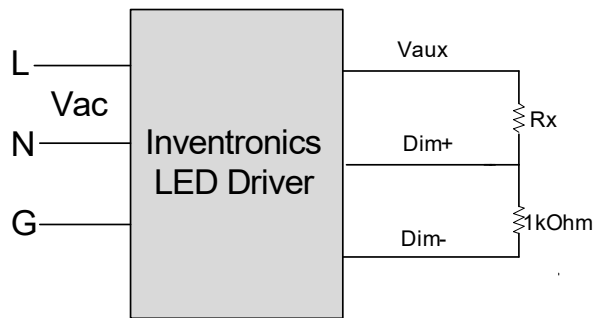 L
Vac
N
G
Inventronics
LED Driver
Vaux
Rx
Dim+
1kOhm
Dim-